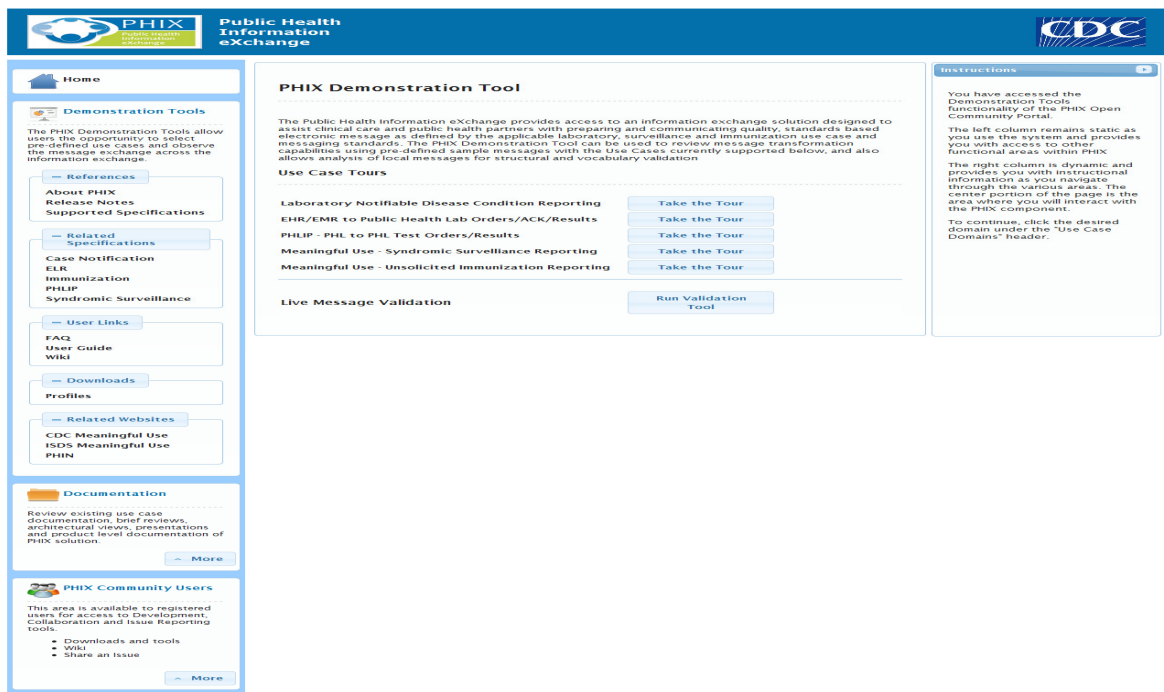 PHIX
Public Health
Information
eXchange
Public Health
Information
eXchange
CDC
Home
Demonstration Tools
The PHIX Demonstration Tools allow
users the opportunity to select
pre-defined use cases and observe
the message exchange across the
information exchange.
— References
About PHIX
Release Notes
Supported Specifications
— Related
Specifications
Case Notification
ELR
Immunization
PHLIP
Syndromic Surveillance
— User Links
FAQ
User Guide
Wiki
— Downloads
Profiles
— Related Websites
CDC Meaningful Use
ISDS Meaningful Use
PHIN
Documentation
Review existing use case
documentation, brief reviews,
architectural views, presentations
and product level documentation of
PHIX solution.
More
PHIX Community Users
This area is available to registered
users for access to Development,
Collaboration and Issue Reporting
tools.
• Downloads and tools
• Wiki
• Share an Issue
More
PHIX Demonstration Tool
The Public Health Information eXchange provides access to an information exchange solution designed to
assist clinical care and public health partners with preparing and communicating quality, standards based
electronic message as defined by the applicable laboratory, surveillance and immunization use case and
messaging standards. The PHIX Demonstration Tool can be used to review message transformation
capabilities using pre-defined sample messages with the Use Cases currently supported below, and also
allows analysis of local messages for structural and vocabulary validation
Use Case Tours
Laboratory Notifiable Disease Condition Reporting Take the Tour
EHR/EMR to Public Health Lab Orders/ACK/Results Take the Tour
PHLIP - PHL to PHL Test Orders/Results Take the Tour
Meaningful Use - Syndromic Surveillance Reporting Take the Tour
Meaningful Use - Unsolicited Immunization Reporting Take the Tour
Live Message Validation Run Validation
Tool
Instructions
You have accessed the
Demonstration Tools
functionality of the PHIX Open
Community Portal.
The left column remains static as
you use the system and provides
you with access to other
functional areas within PHIX
The right column is dynamic and
provides you with instructional
information as you navigate
through the various areas. The
center portion of the page is the
area where you will interact with
the PHIX component.
To continue, click the desired
domain under the "Use Case
Domains" header.